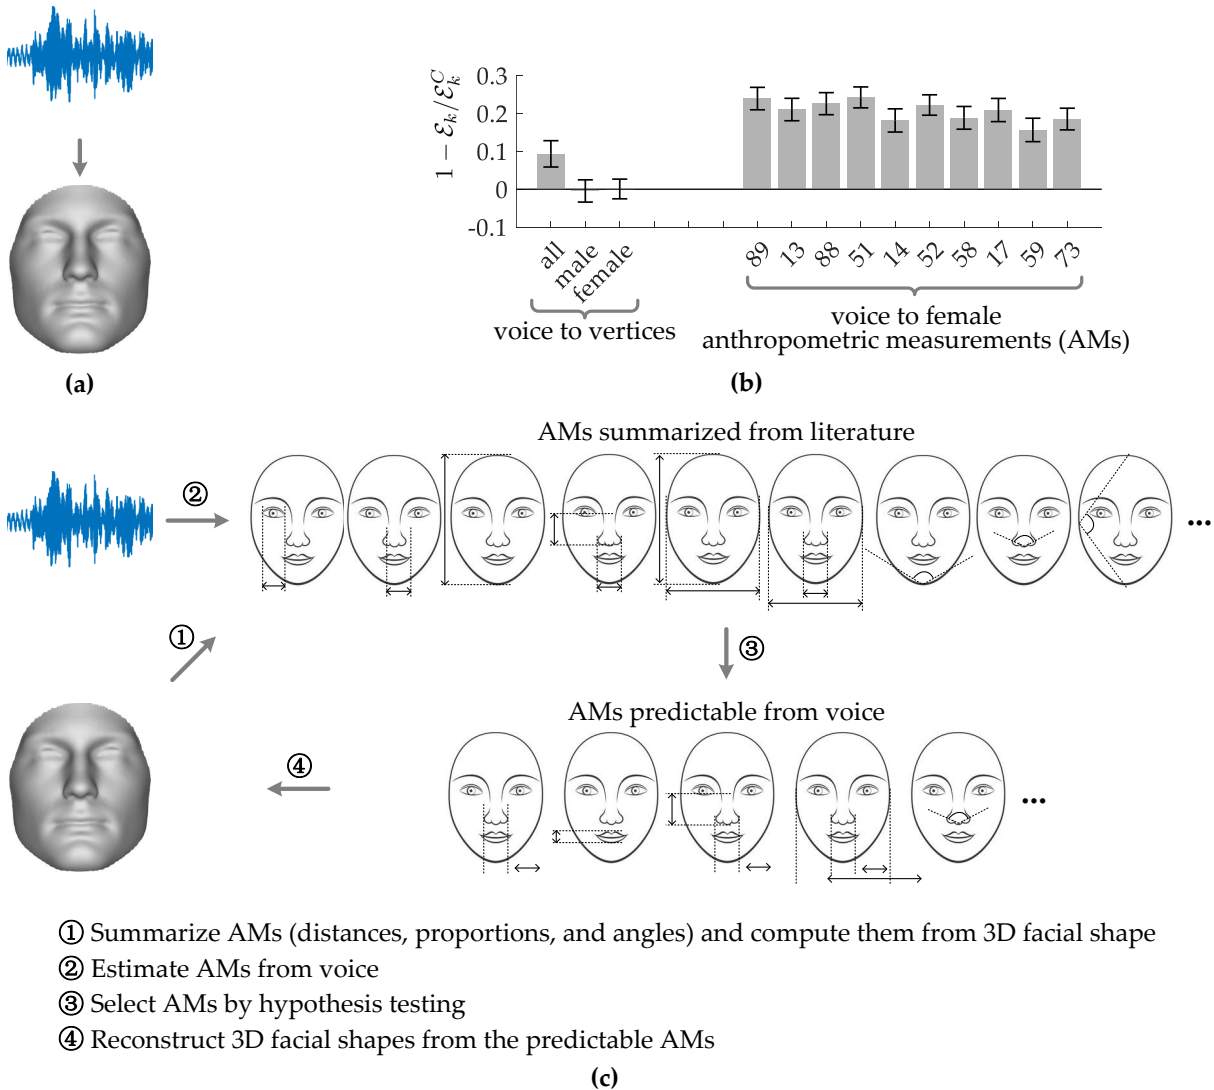 (a)
1 − ℰk/ℰkC
0.3
0.2
0.1
0
-0.1
all
male
female
89
13
88
51
14
52
58
17
59
73
voice to vertices
voice to female
anthropometric measurements (AMs)
(b)
AMs summarized from literature
②
...
①
③
AMs predictable from voice
④
...
① Summarize AMs (distances, proportions, and angles) and compute them from 3D facial shape
② Estimate AMs from voice
③ Select AMs by hypothesis testing
④ Reconstruct 3D facial shapes from the predictable AMs
(c)